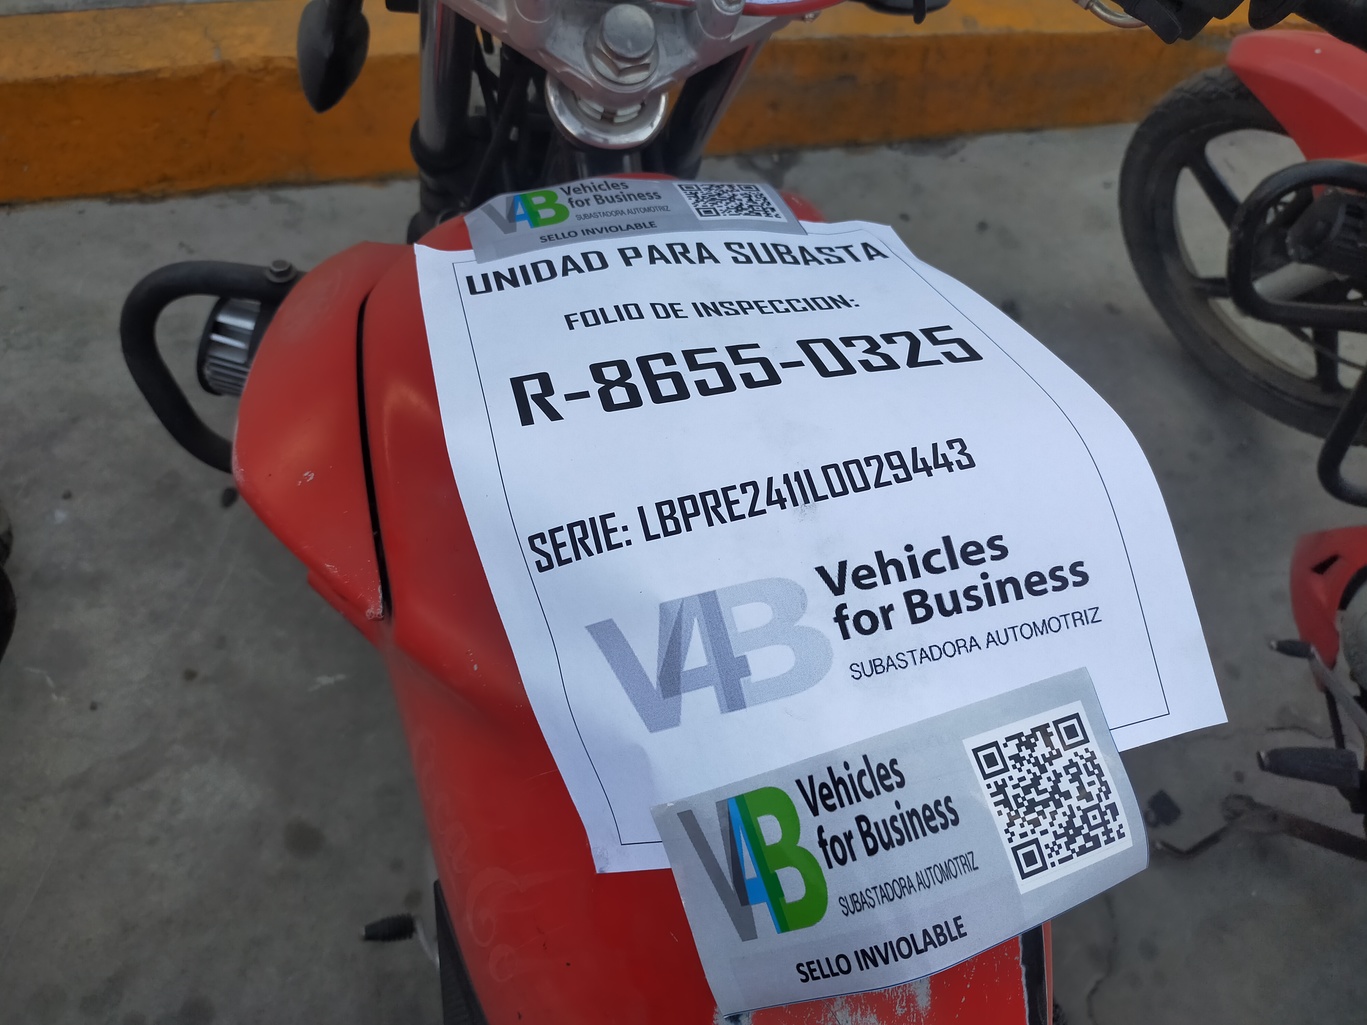 V4B Vehicles
for Business
SUBASTADORA AUTOMOTRIZ
SELLO INVIOLABLE
UNIDAD PARA SUBASTA
FOLIO DE INSPECCION:
R-8655-0325
SERIE: LBPRE2411L0029443
V4B Vehicles
for Business
SUBASTADORA AUTOMOTRIZ
V4B Vehicles
for Business
SUBASTADORA AUTOMOTRIZ
SELLO INVIOLABLE